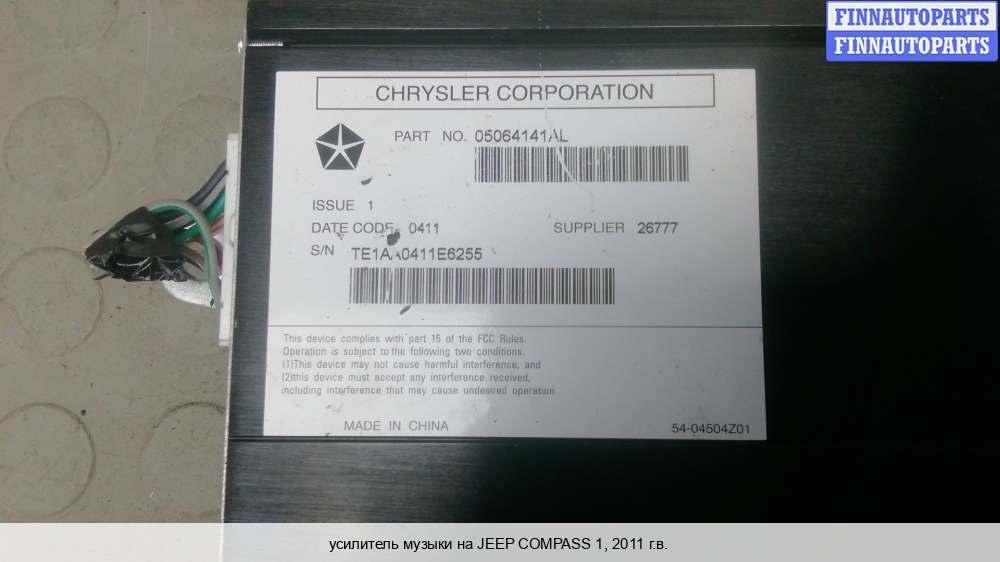 FINNAUTOPARTS
FINNAUTOPARTS
CHRYSLER CORPORATION
PART NO. 05064141AL
ISSUE 1
DATE CODE 0411 SUPPLIER 26777
S/N TE1AA0411E6255
This device complies with part 15 of the FCC Rules.
Operation is subject to the following two conditions.
(1)This device may not cause harmful interference, and
(2)this device must accept any interference received,
including interference that may cause undesired operation.
MADE IN CHINA 54-04504Z01
усилитель музыки на JEEP COMPASS 1, 2011 г.в.